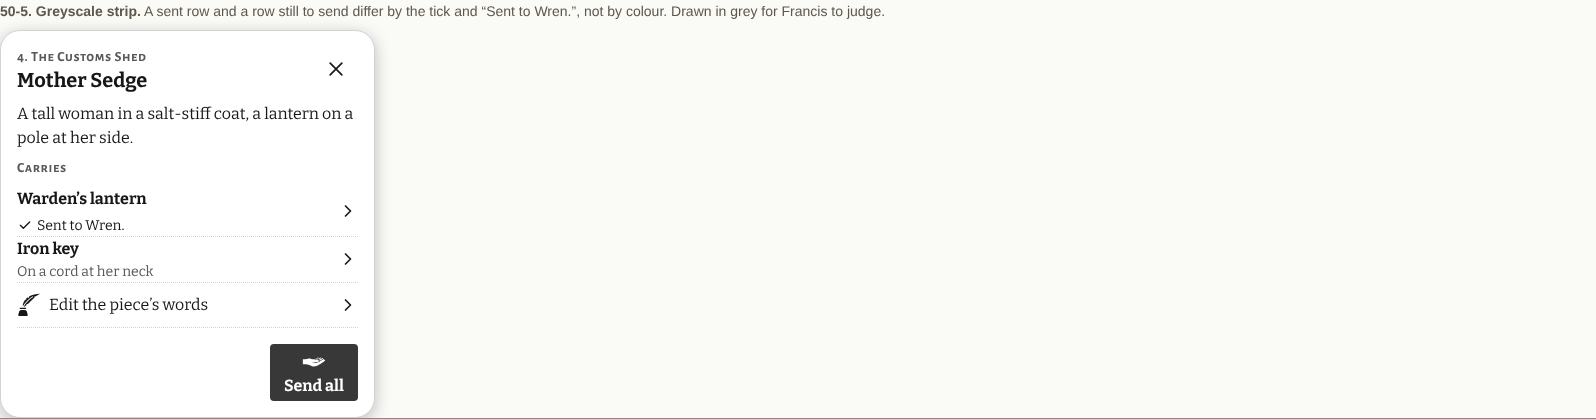 50-5. Greyscale strip. A sent row and a row still to send differ by the tick and “Sent to Wren.”, not by colour. Drawn in grey for Francis to judge.
4. The Customs Shed
Mother Sedge
A tall woman in a salt-stiff coat, a lantern on a
pole at her side.
Carries
Warden’s lantern
Sent to Wren.
Iron key
On a cord at her neck
Edit the piece’s words
Send all